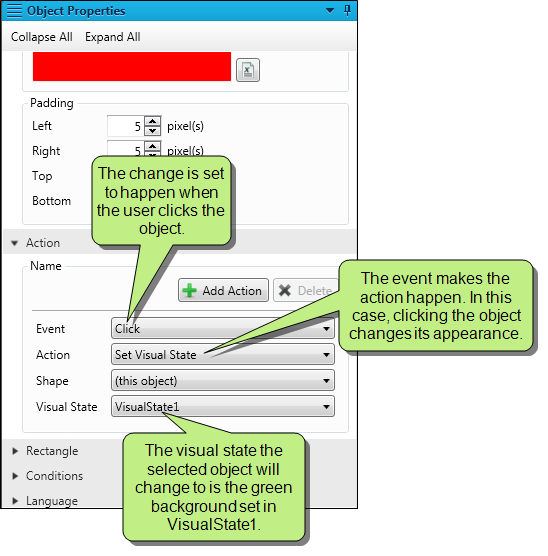 Object Properties
Collapse All Expand All
Padding
Left 5 pixel(s)
Right 5 pixel(s)
Top
Bottom
The change is set
to happen when
the user clicks the
object.
Action
Name
Add Action Delete
The event makes the
action happen. In this
case, clicking the object
changes its appearance.
Event Click
Action Set Visual State
Shape (this object)
Visual State VisualState1
The visual state the
selected object will
change to is the green
background set in
VisualState1.
Rectangle
Conditions
Language